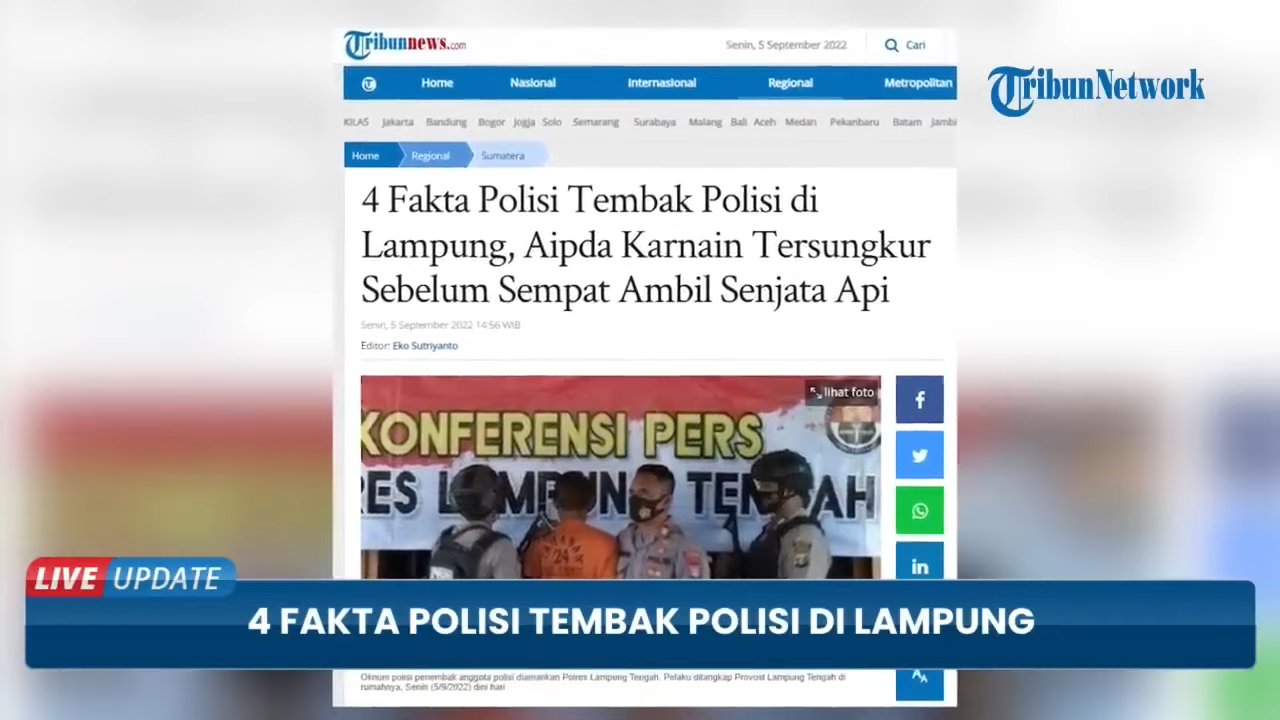 Tribunnews.com
Senin, 5 September 2022
Cari
TribunNetwork
Home Nasional Internasional Regional Metropolitan
KILAS Jakarta Bandung Bogor Jogja Solo Semarang Surabaya Malang Bali Aceh Medan Pekanbaru Batam Jambi
Home Regional Sumatera
4 Fakta Polisi Tembak Polisi di
Lampung, Aipda Karnain Tersungkur
Sebelum Sempat Ambil Senjata Api
Senin, 5 September 2022 14:56 WIB
Editor: Eko Sutriyanto
lihat foto
KONFERENSI PERS
RES LAMPUNG TENGAH
LIVE UPDATE
4 FAKTA POLISI TEMBAK POLISI DI LAMPUNG
Oknum polisi penembak anggota polisi diamankan Polres Lampung Tengah. Pelaku ditangkap Provost Lampung Tengah di
rumahnya, Senin (5/9/2022) dini hari